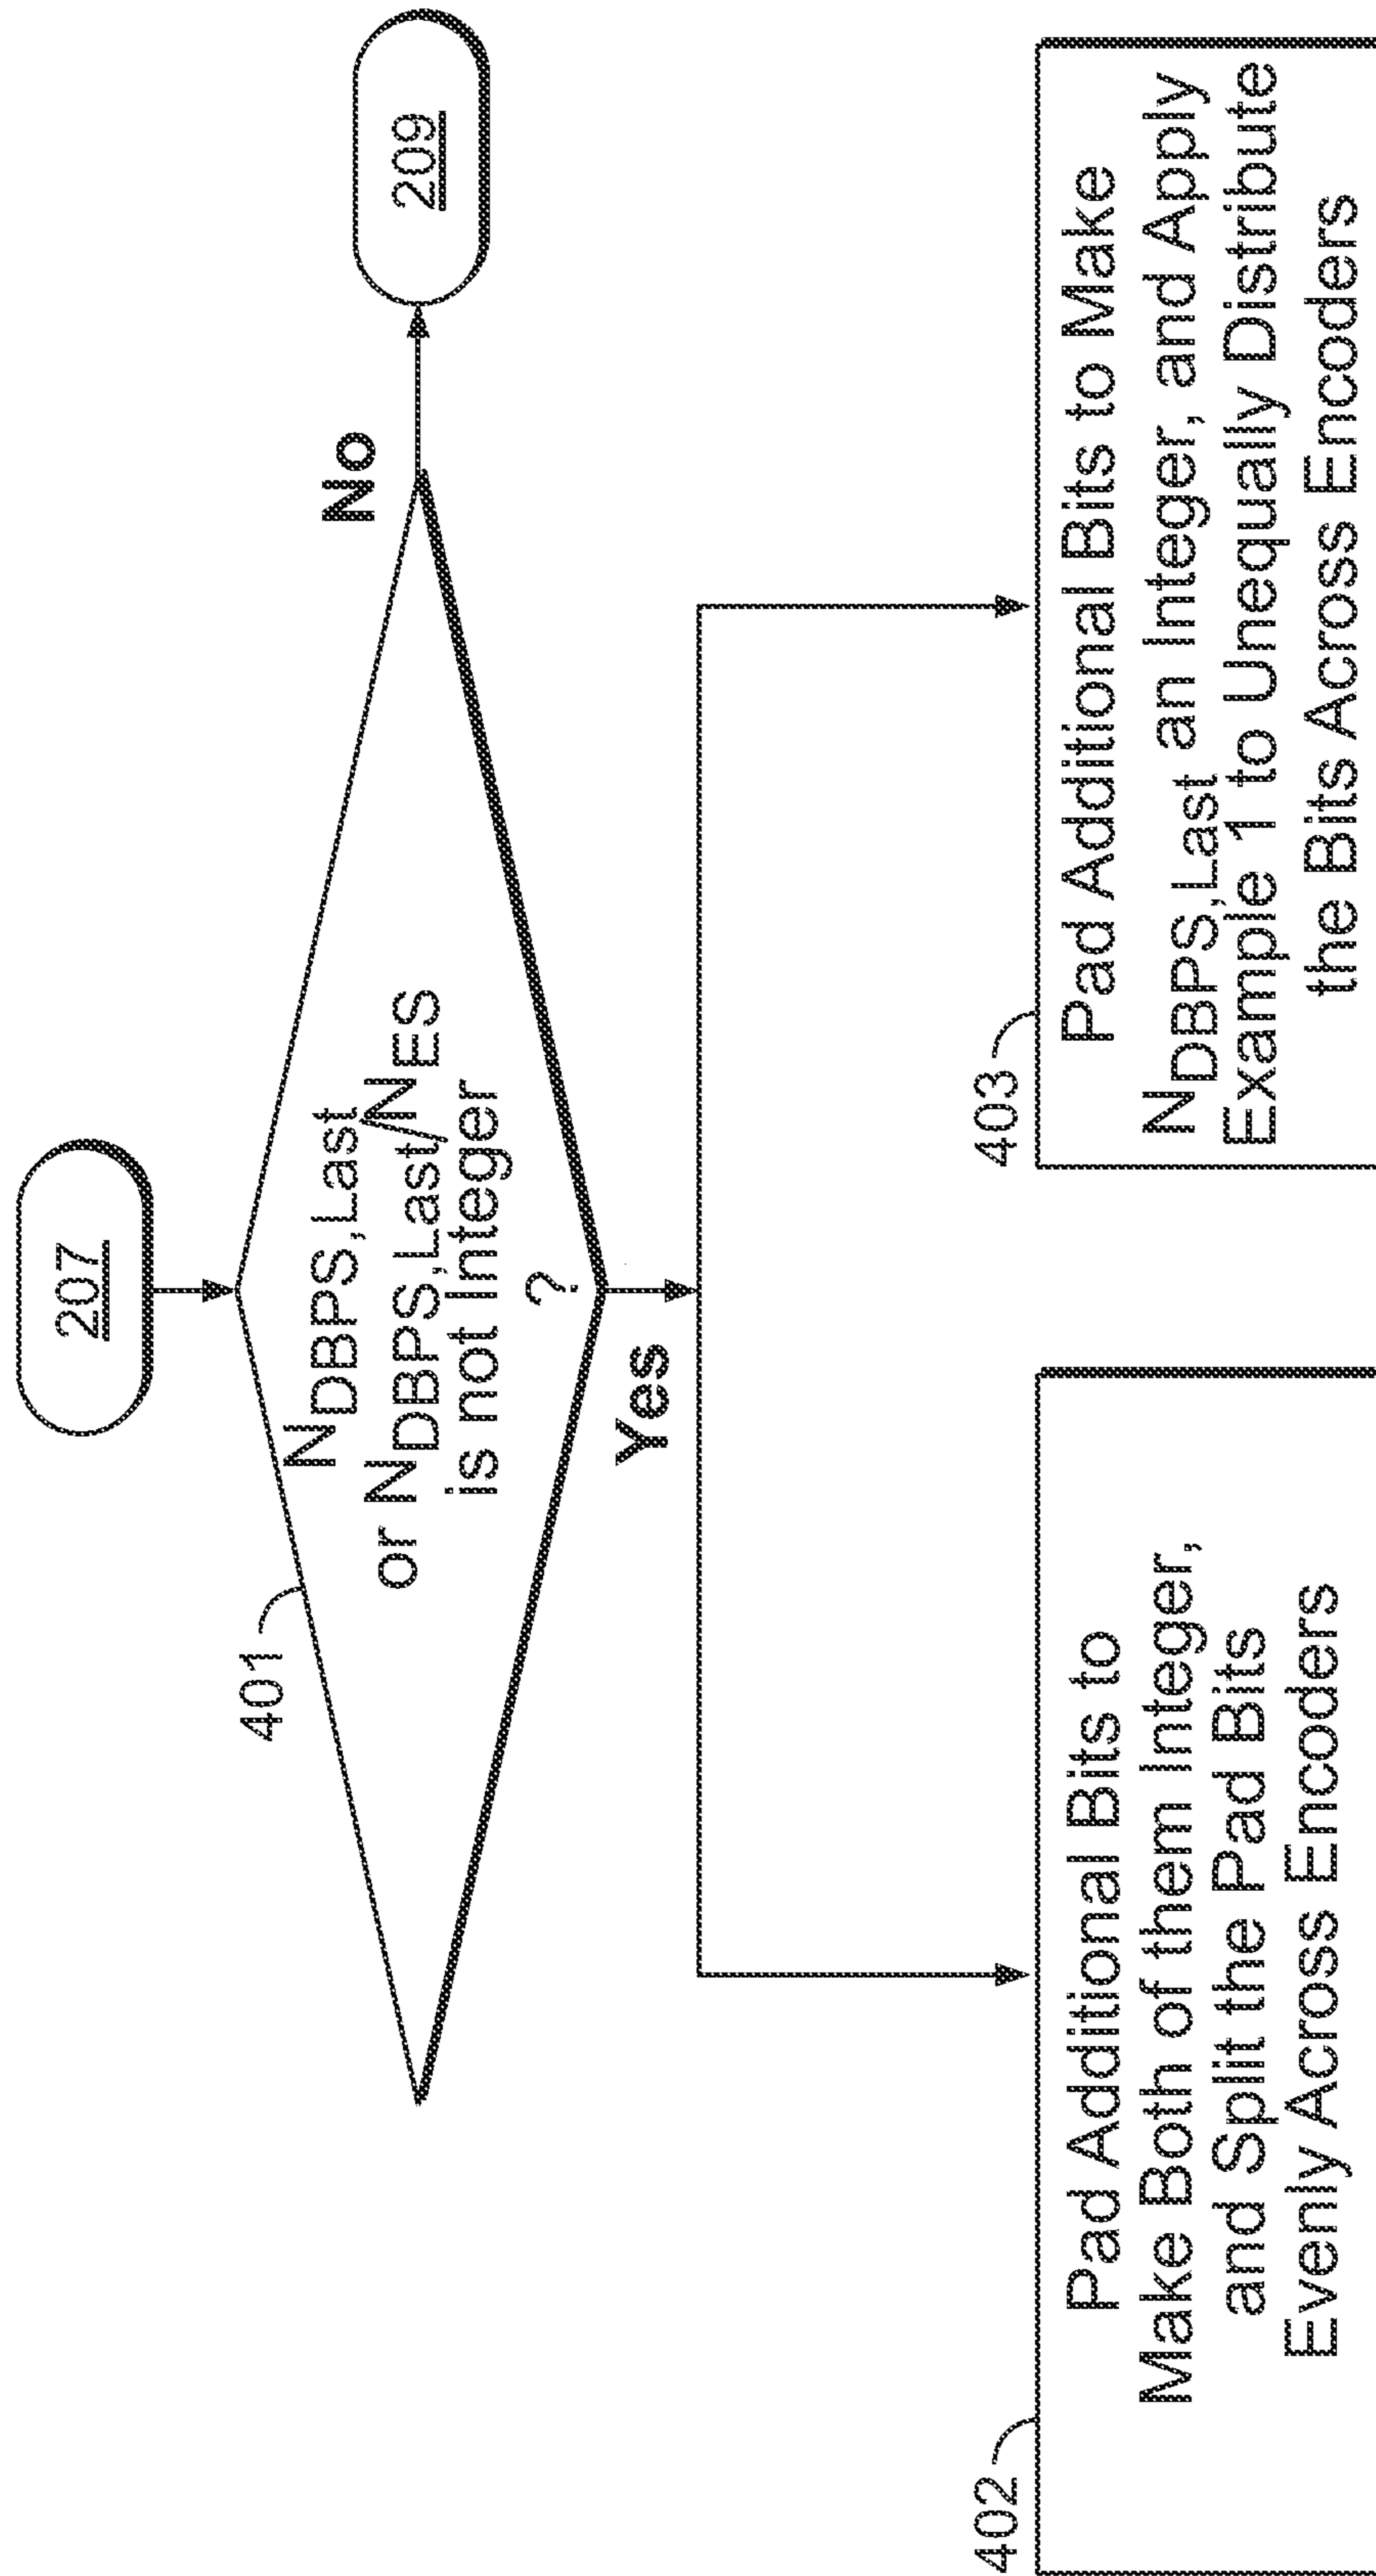 207
401
NDBPS,Last
or NDBPS,Last/NES
is not Integer
?
No
209
Yes
402
Pad Additional Bits to
Make Both of them Integer,
and Split the Pad Bits
Evenly Across Encoders
403
Pad Additional Bits to Make
NDBPS,Last an Integer, and Apply
Example 1 to Unequally Distribute
the Bits Across Encoders